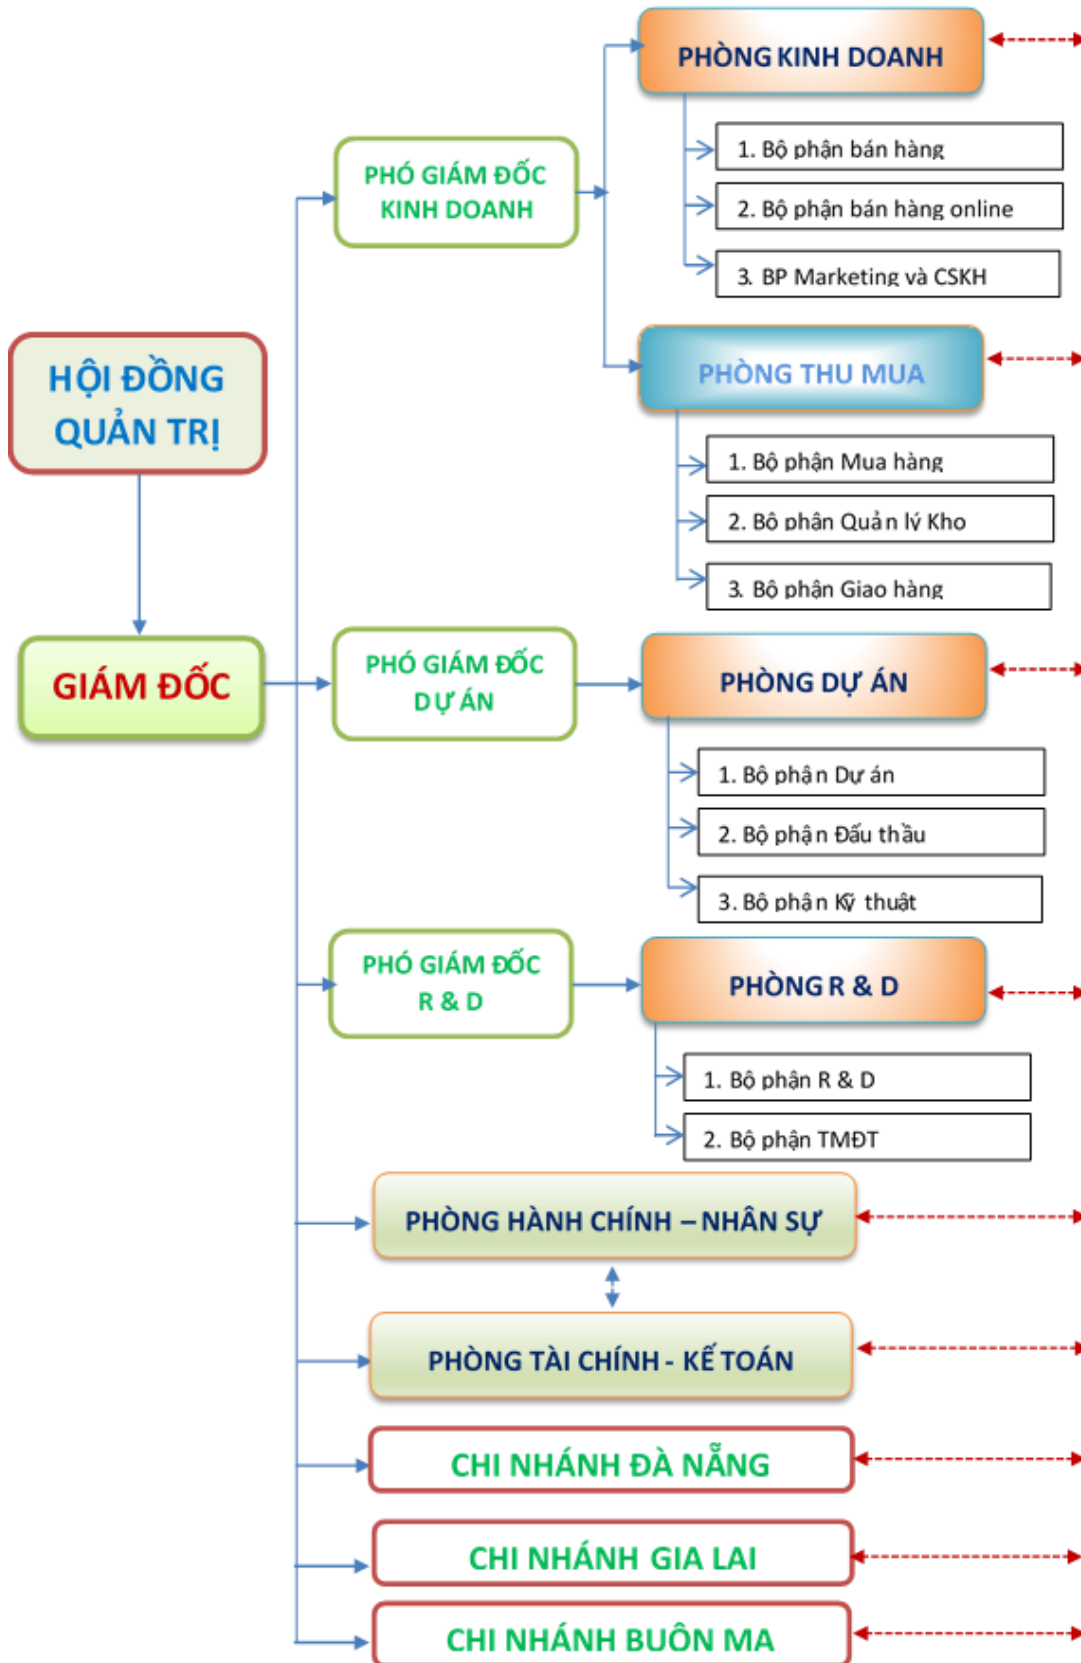 HỘI ĐỒNG
QUẢN TRỊ
GIÁM ĐỐC
PHÓ GIÁM ĐỐC
KINH DOANH
PHÒNG KINH DOANH
1. Bộ phận bán hàng
2. Bộ phận bán hàng online
3. BP Marketing và CSKH
PHÒNG THU MUA
1. Bộ phận Mua hàng
2. Bộ phận Quản lý Kho
3. Bộ phận Giao hàng
PHÓ GIÁM ĐỐC
DỰ ÁN
PHÒNG DỰ ÁN
1. Bộ phận Dự án
2. Bộ phận Đấu thầu
3. Bộ phận Kỹ thuật
PHÓ GIÁM ĐỐC
R & D
PHÒNG R & D
1. Bộ phận R & D
2. Bộ phận TMĐT
PHÒNG HÀNH CHÍNH – NHÂN SỰ
PHÒNG TÀI CHÍNH - KẾ TOÁN
CHI NHÁNH ĐÀ NẴNG
CHI NHÁNH GIA LAI
CHI NHÁNH BUÔN MA